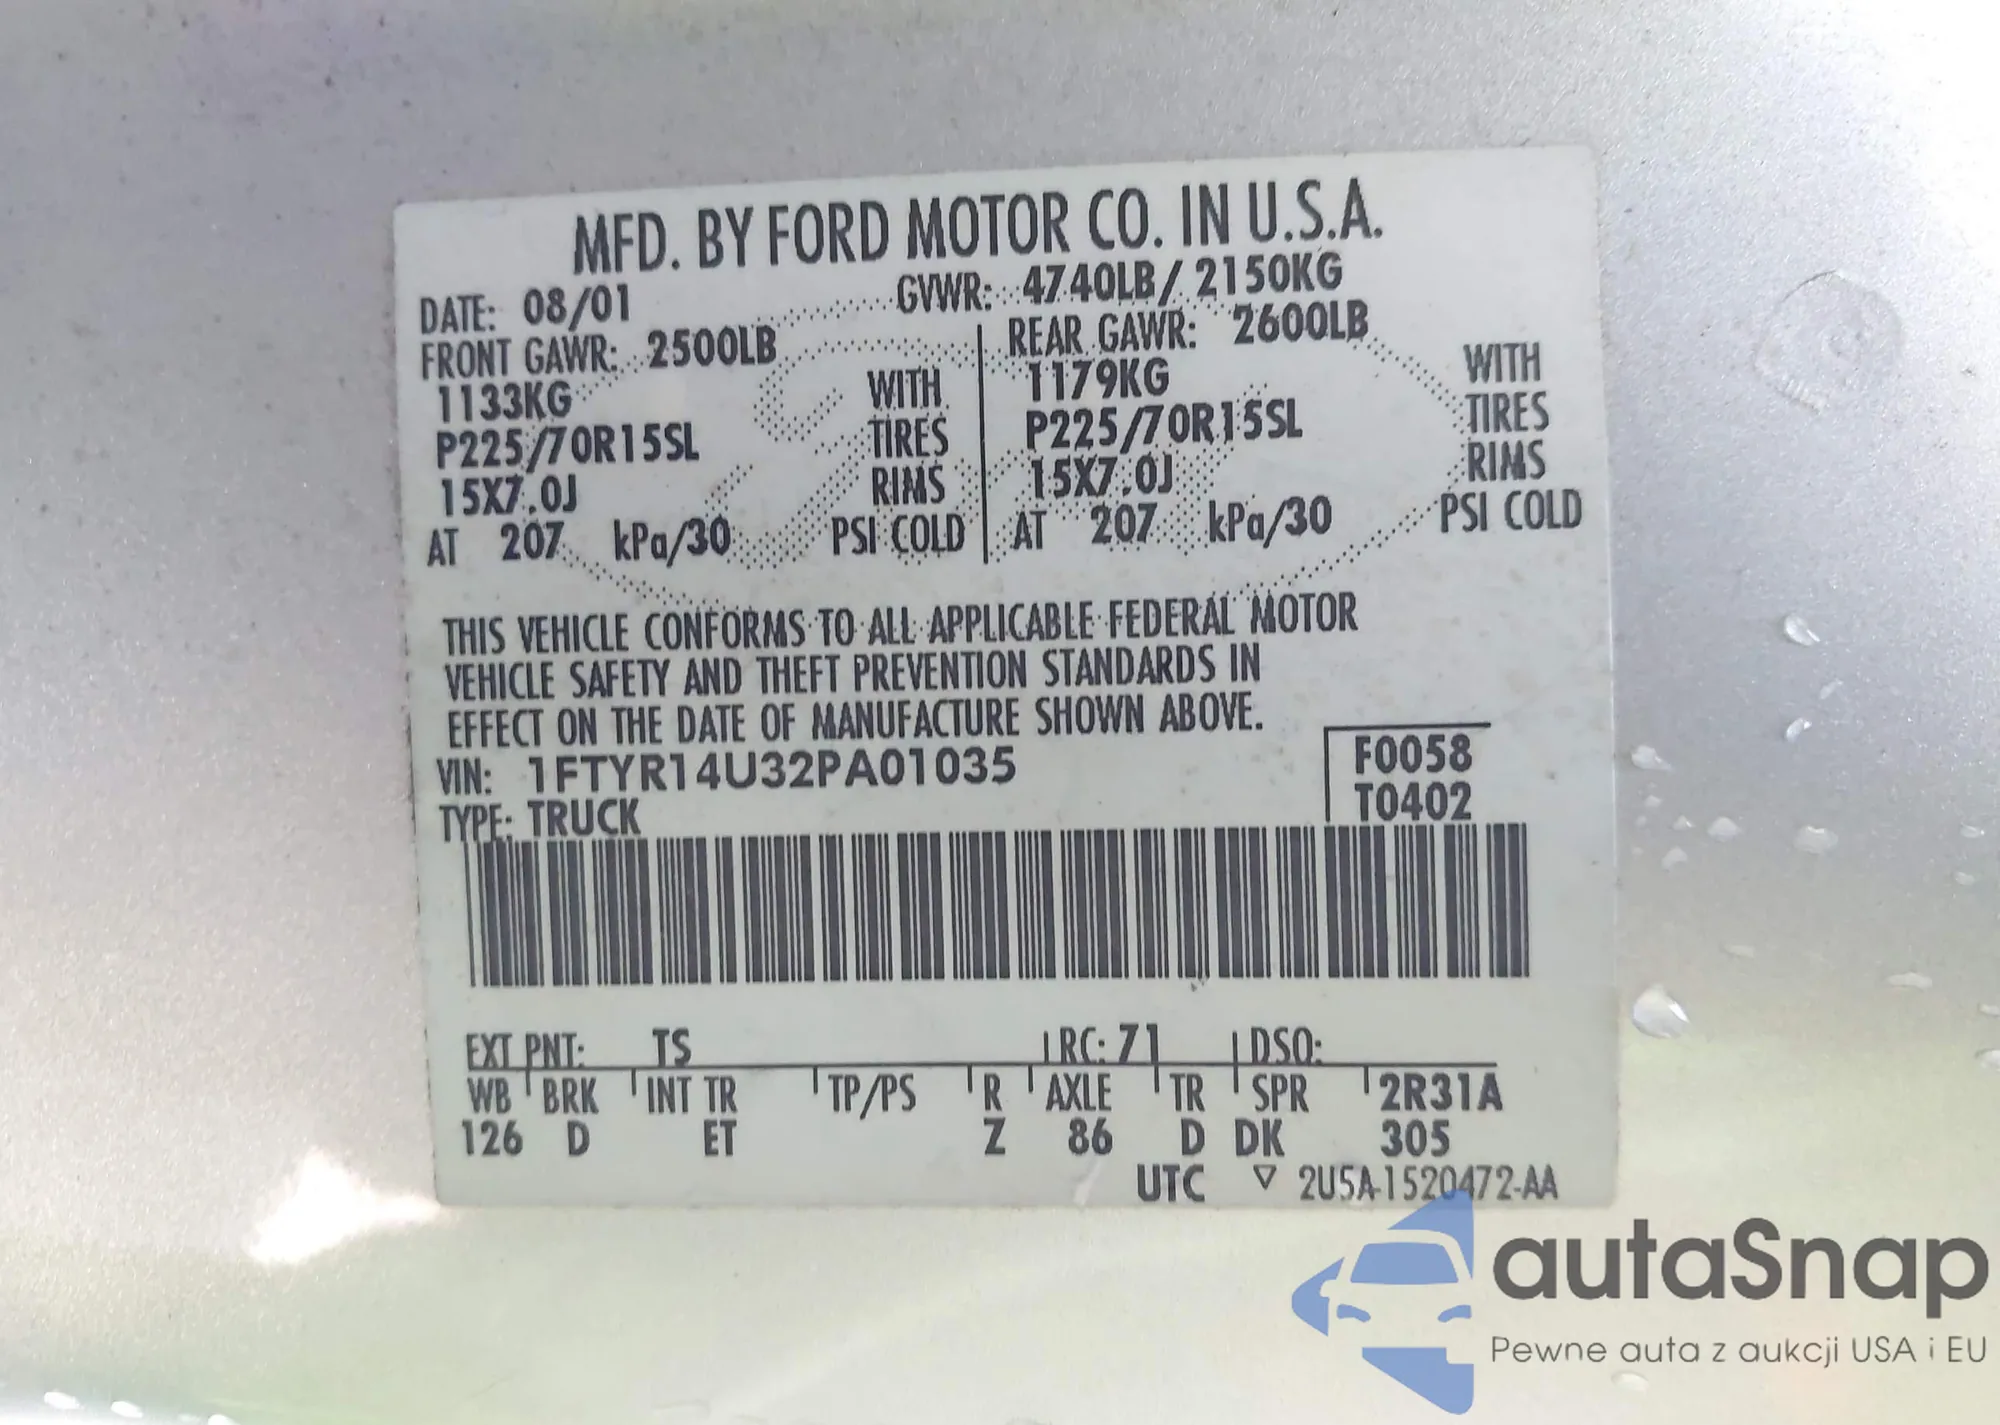 MFD. BY FORD MOTOR CO. IN U.S.A.
DATE: 08/01 GVWR: 4740LB/ 2150KG
FRONT GAWR: 2500LB REAR GAWR: 2600LB
1133KG WITH 1179KG WITH
P225/70R15SL TIRES P225/70R15SL TIRES
15X7.0J RIMS 15X7.0J RIMS
AT 207 kPa/30 PSI COLD AT 207 kPa/30 PSI COLD
THIS VEHICLE CONFORMS TO ALL APPLICABLE FEDERAL MOTOR
VEHICLE SAFETY AND THEFT PREVENTION STANDARDS IN
EFFECT ON THE DATE OF MANUFACTURE SHOWN ABOVE.
VIN: 1FTYR14U32PA01035 F0058
TYPE: TRUCK T0402
EXT PNT: TS RC: 71 DSO:
WB BRK INT TR TP/PS R AXLE TR SPR 2R31A
126 D ET Z 86 D DK 305
UTC ▽ 2U5A-1520472-AA
autaSnap
Pewne auta z aukcji USA i EU